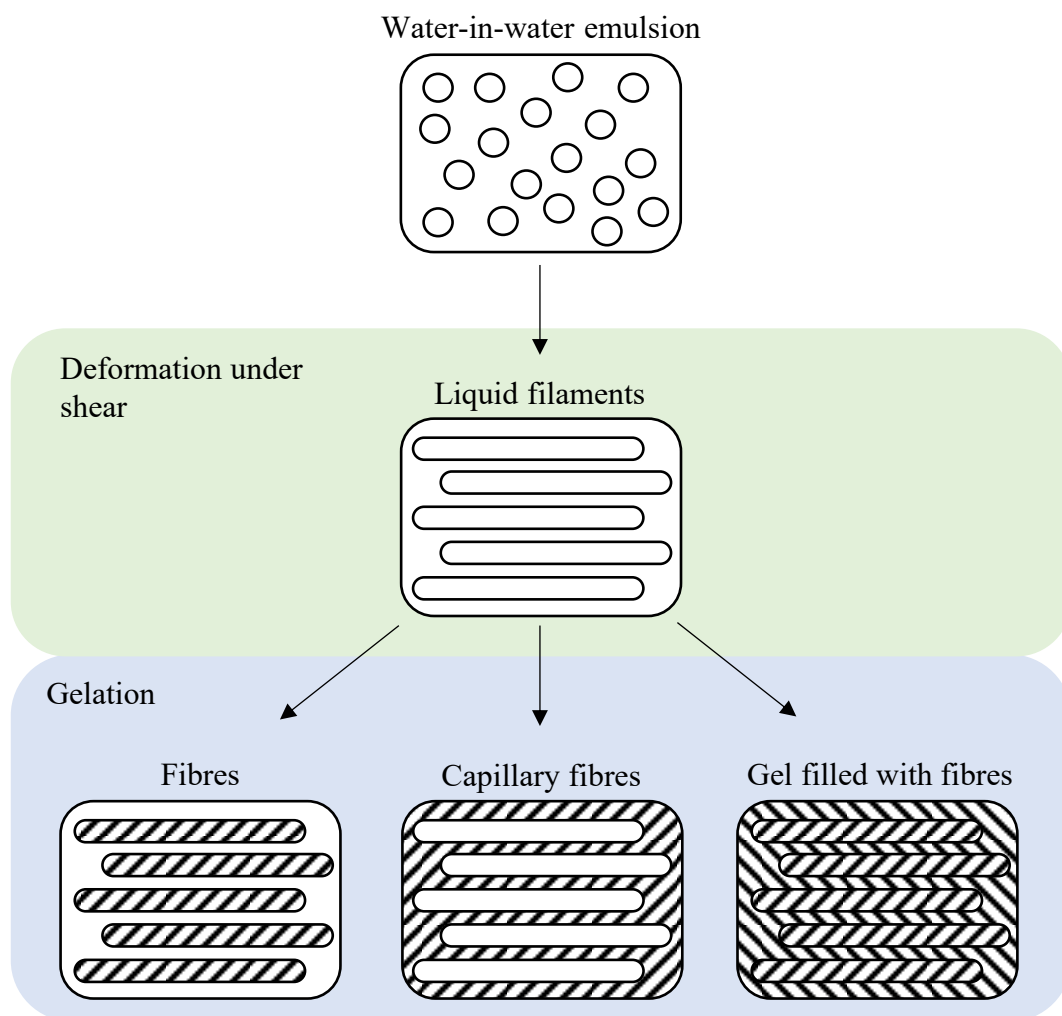 Water-in-water emulsion
Deformation under
shear
Liquid filaments
Gelation
Fibres
Capillary fibres
Gel filled with fibres